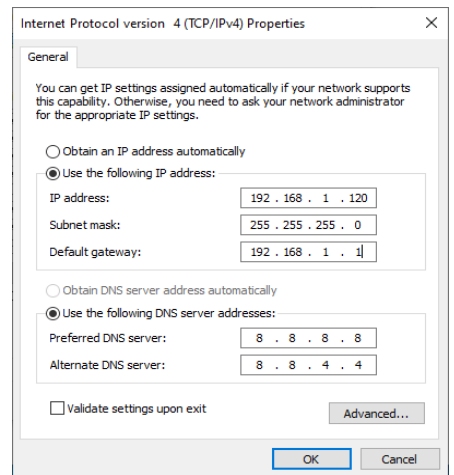 Internet Protocol version 4 (TCP/IPv4) Properties
General
You can get IP settings assigned automatically if your network supports
this capability. Otherwise, you need to ask your network administrator
for the appropriate IP settings.
Obtain an IP address automatically
Use the following IP address:
IP address: 192 . 168 . 1 . 120
Subnet mask: 255 . 255 . 255 . 0
Default gateway: 192 . 168 . 1 . 1
Obtain DNS server address automatically
Use the following DNS server addresses:
Preferred DNS server: 8 . 8 . 8 . 8
Alternate DNS server: 8 . 8 . 4 . 4
Validate settings upon exit
Advanced...
OK Cancel